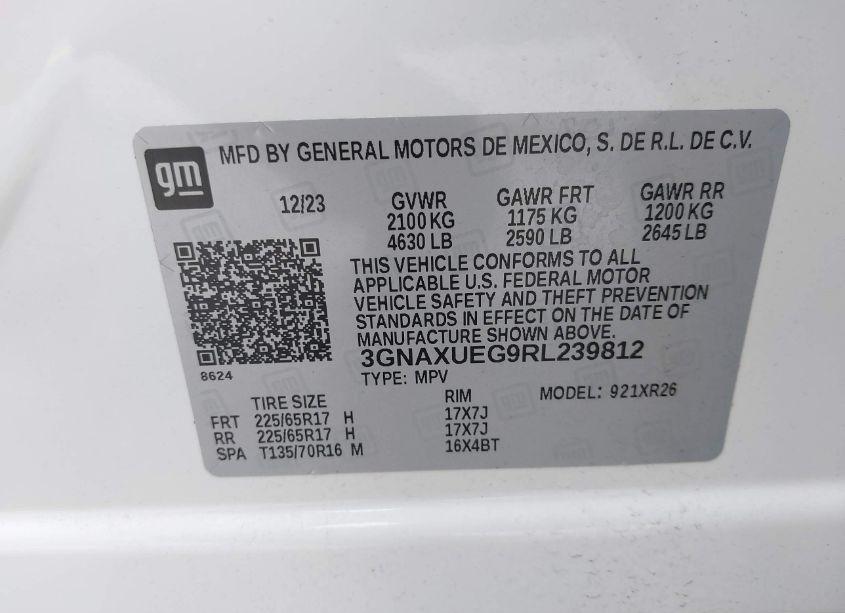 gm
MFD BY GENERAL MOTORS DE MEXICO, S. DE R.L. DE C.V.
12/23 GVWR GAWR FRT GAWR RR
2100 KG 1175 KG 1200 KG
4630 LB 2590 LB 2645 LB
THIS VEHICLE CONFORMS TO ALL
APPLICABLE U.S. FEDERAL MOTOR
VEHICLE SAFETY AND THEFT PREVENTION
STANDARDS IN EFFECT ON THE DATE OF
MANUFACTURE SHOWN ABOVE.
3GNAXUEG9RL239812
8624
TYPE: MPV MODEL: 921XR26
TIRE SIZE RIM
FRT 225/65R17 H 17X7J
RR 225/65R17 H 17X7J
SPA T135/70R16 M 16X4BT